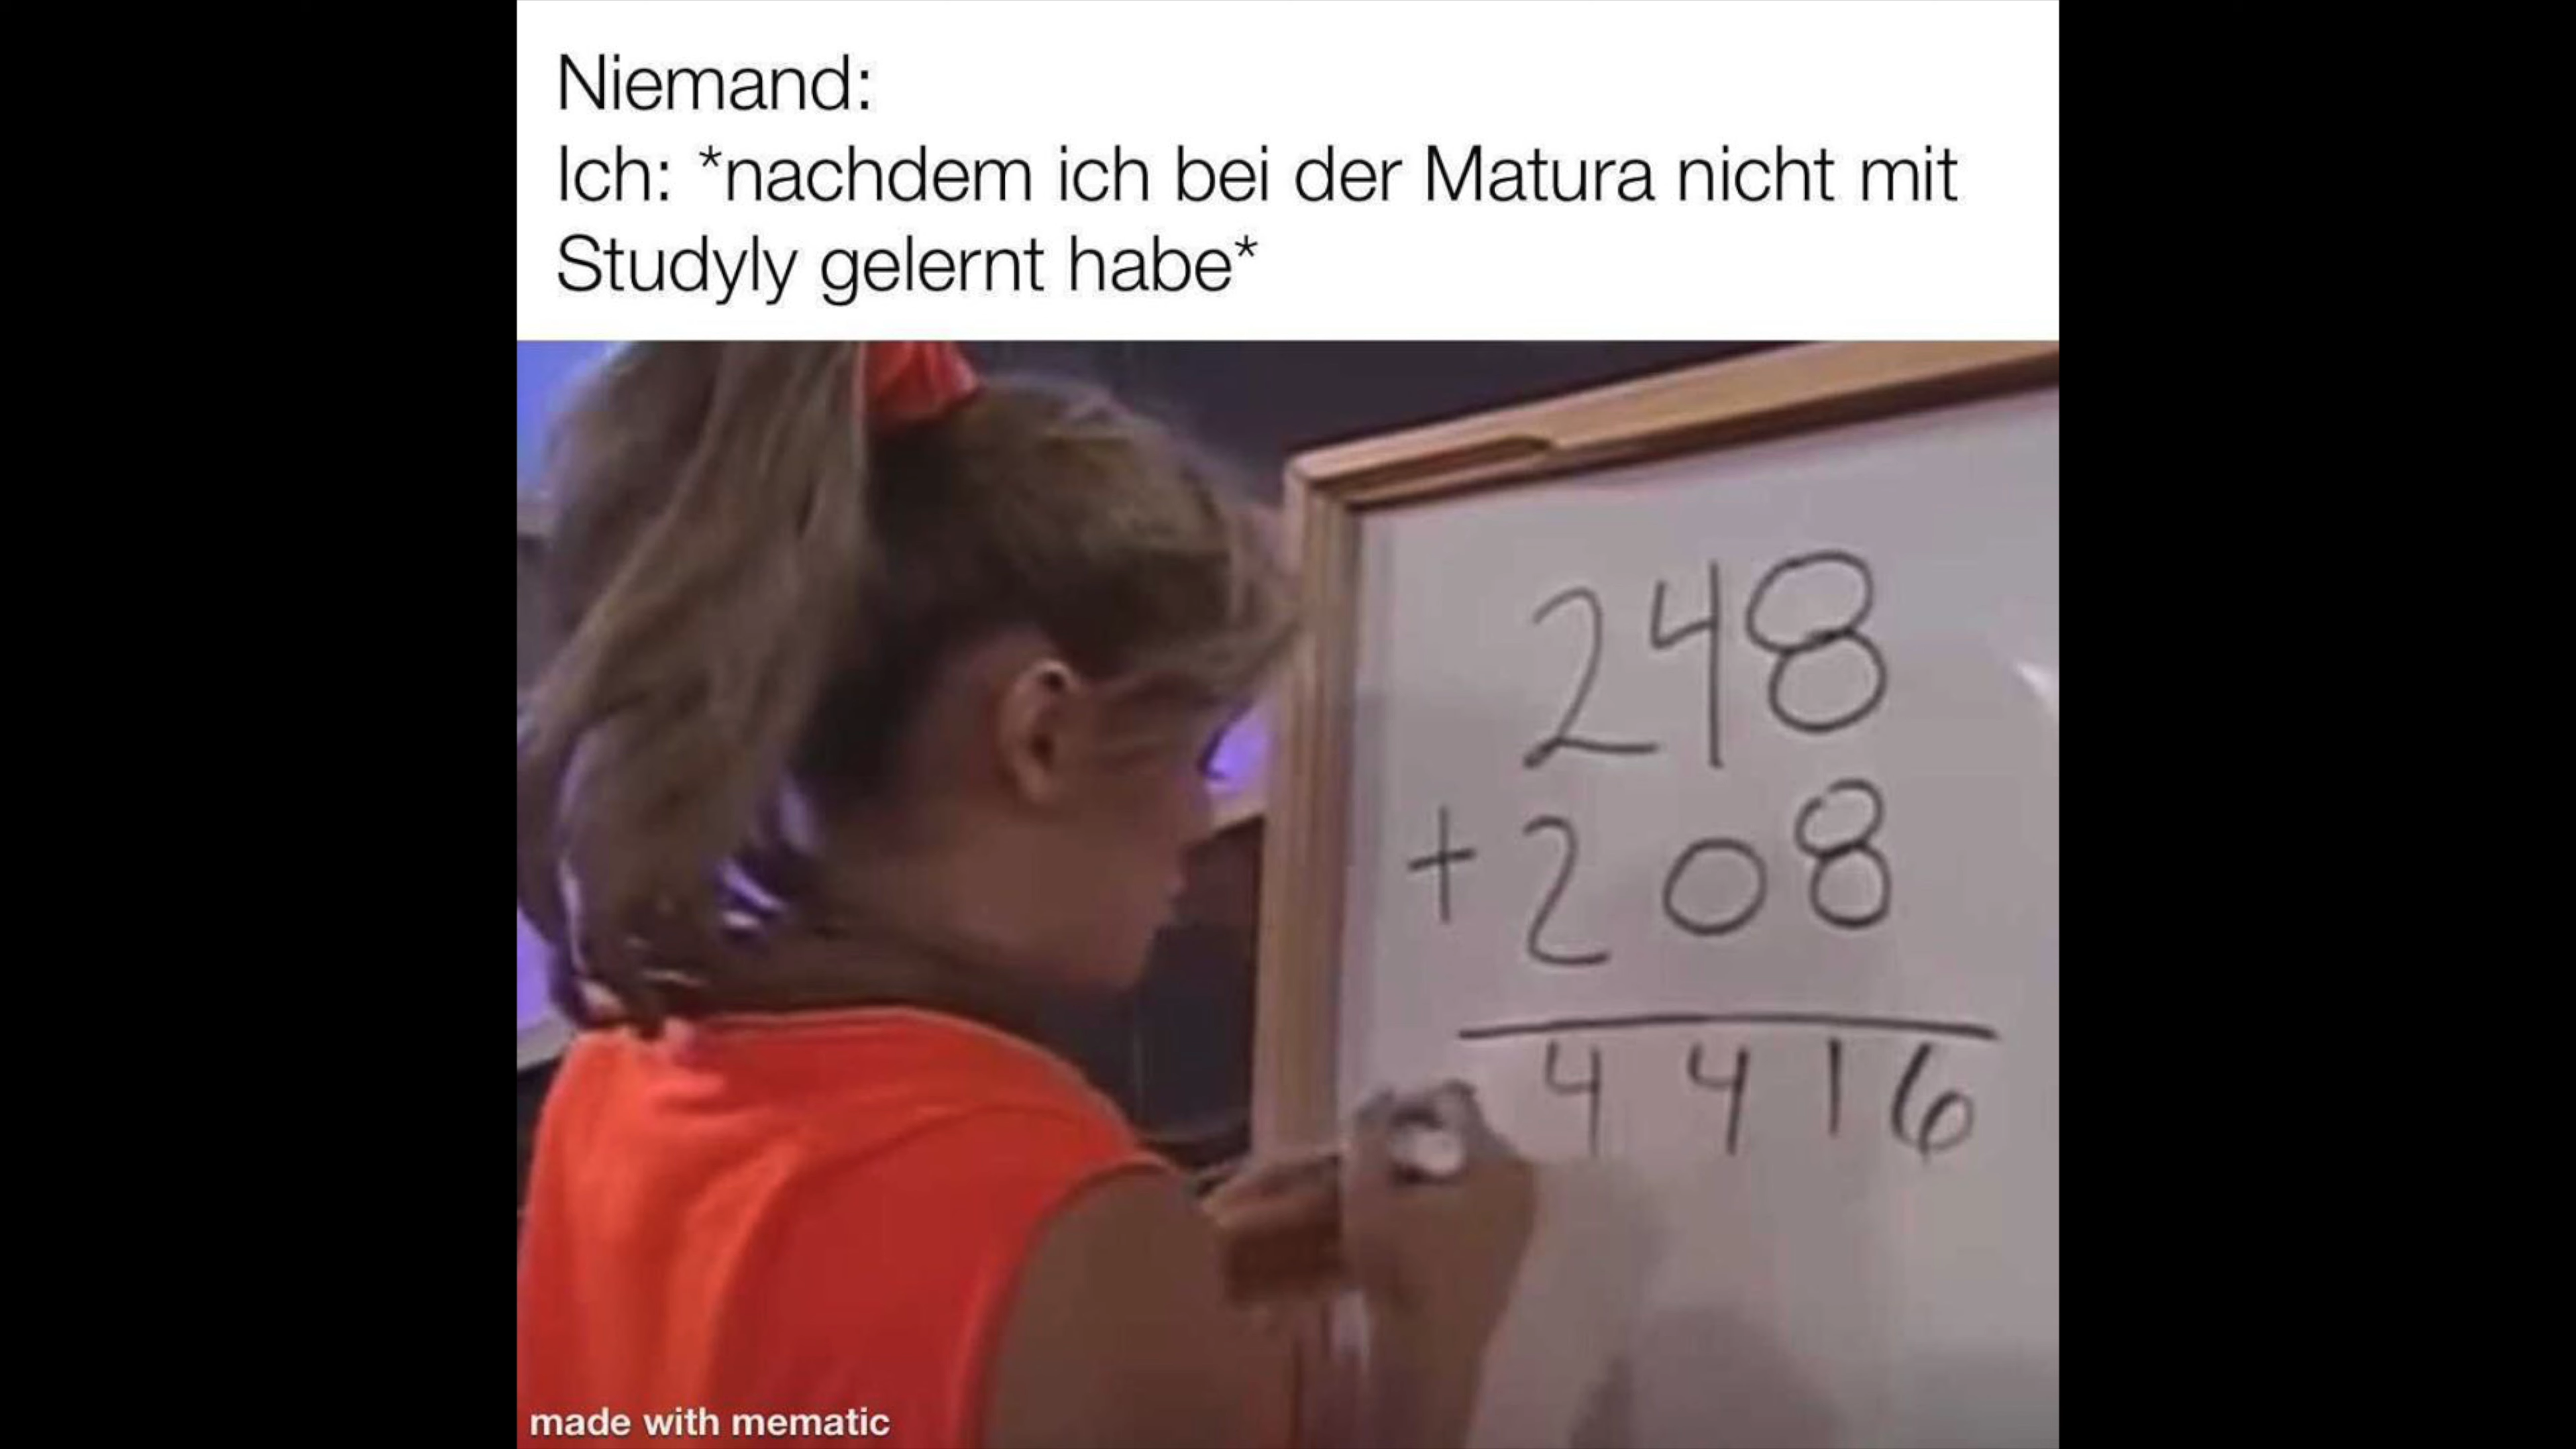 Niemand:
Ich: *nachdem ich bei der Matura nicht mit
Studyly gelernt habe*
248
+208
4416
made with mematic